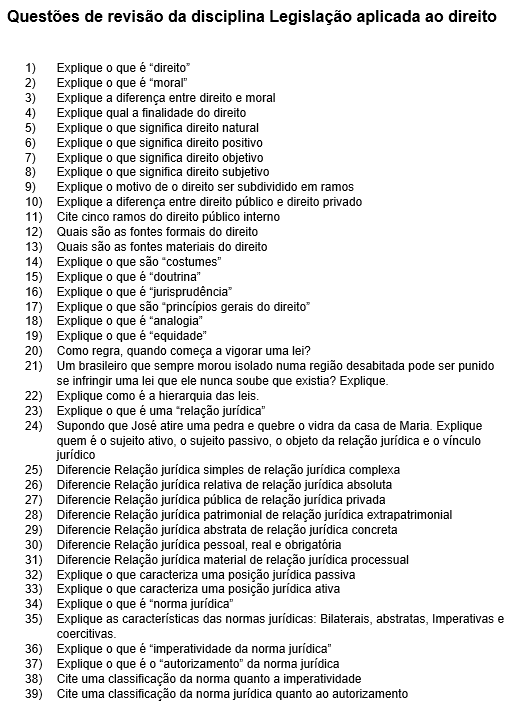 Questões de revisão da disciplina Legislação aplicada ao direito
1) Explique o que é “direito”
2) Explique o que é “moral”
3) Explique a diferença entre direito e moral
4) Explique qual a finalidade do direito
5) Explique o que significa direito natural
6) Explique o que significa direito positivo
7) Explique o que significa direito objetivo
8) Explique o que significa direito subjetivo
9) Explique o motivo de o direito ser subdividido em ramos
10) Explique a diferença entre direito público e direito privado
11) Cite cinco ramos do direito público interno
12) Quais são as fontes formais do direito
13) Quais são as fontes materiais do direito
14) Explique o que são “costumes”
15) Explique o que é “doutrina”
16) Explique o que é “jurisprudência”
17) Explique o que são “princípios gerais do direito”
18) Explique o que é “analogia”
19) Explique o que é “equidade”
20) Como regra, quando começa a vigorar uma lei?
21) Um brasileiro que sempre morou isolado numa região desabitada pode ser punido
se infringir uma lei que ele nunca soube que existia? Explique.
22) Explique como é a hierarquia das leis.
23) Explique o que é uma “relação jurídica”
24) Supondo que José atire uma pedra e quebre o vidra da casa de Maria. Explique
quem é o sujeito ativo, o sujeito passivo, o objeto da relação jurídica e o vínculo
jurídico
25) Diferencie Relação jurídica simples de relação jurídica complexa
26) Diferencie Relação jurídica relativa de relação jurídica absoluta
27) Diferencie Relação jurídica pública de relação jurídica privada
28) Diferencie Relação jurídica patrimonial de relação jurídica extrapatrimonial
29) Diferencie Relação jurídica abstrata de relação jurídica concreta
30) Diferencie Relação jurídica pessoal, real e obrigatória
31) Diferencie Relação jurídica material de relação jurídica processual
32) Explique o que caracteriza uma posição jurídica passiva
33) Explique o que caracteriza uma posição jurídica ativa
34) Explique o que é “norma jurídica”
35) Explique as características das normas jurídicas: Bilaterais, abstratas, Imperativas e
coercitivas.
36) Explique o que é “imperatividade da norma jurídica”
37) Explique o que é o “autorizamento” da norma jurídica
38) Cite uma classificação da norma quanto a imperatividade
39) Cite uma classificação da norma jurídica quanto ao autorizamento